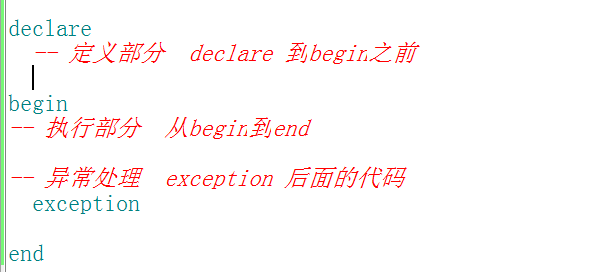 declare
-- 定义部分 declare 到begin之前
begin
-- 执行部分 从begin到end
-- 异常处理 exception 后面的代码
exception
end